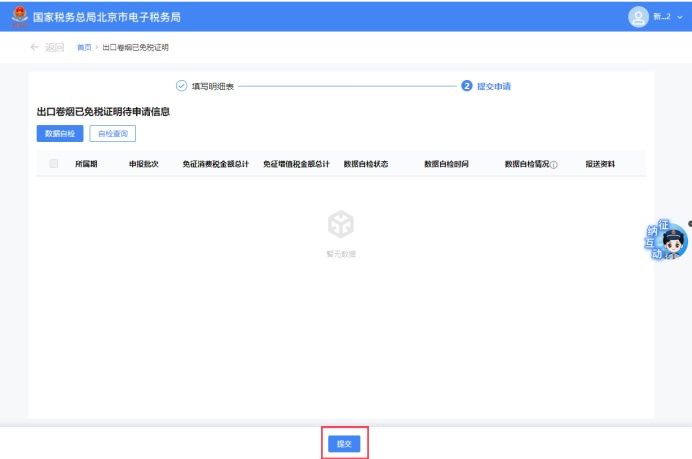 国家税务总局北京市电子税务局
新...2
返回 首页 › 出口卷烟已免税证明
填写明细表
2 提交申请
出口卷烟已免税证明待申请信息
数据自检 自检查询
所属期 申报批次 免征消费税金额总计 免征增值税金额总计 数据自检状态 数据自检时间 数据自检情况 报送资料
征纳互动
暂无数据
提交